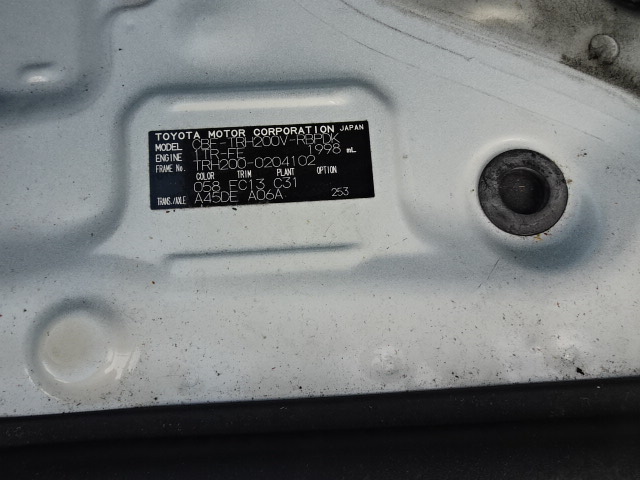 TOYOTA MOTOR CORPORATION JAPAN
MODEL CBF-TRH200V-RBPDK
ENGINE 1TR-FE 1998 mL
FRAME No. TRH200-0204102
COLOR TRIM PLANT OPTION
058 FC13 C31
TRANS./AXLE A45DE A06A 253